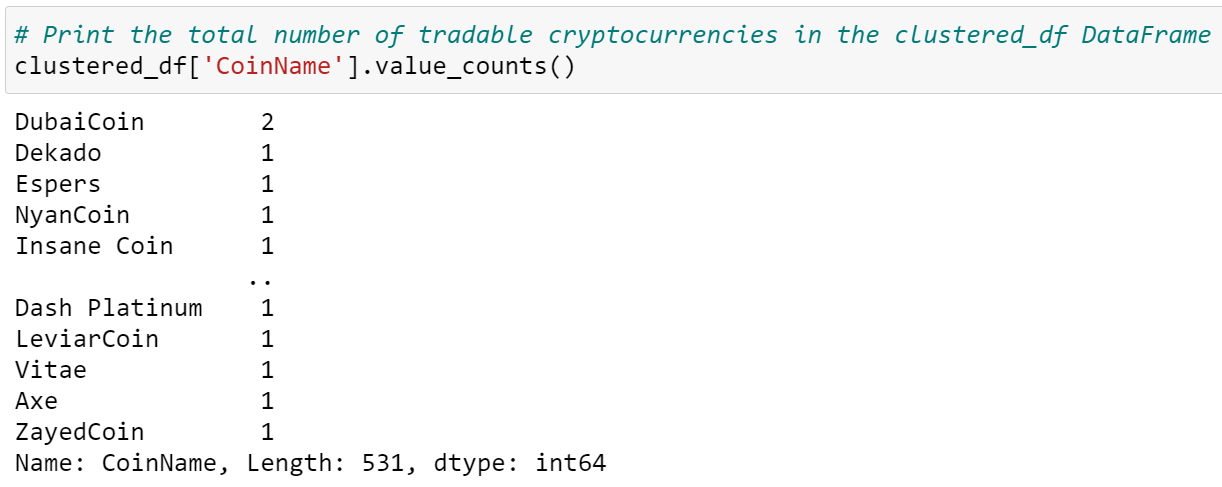 # Print the total number of tradable cryptocurrencies in the clustered_df DataFrame
clustered_df['CoinName'].value_counts()
DubaiCoin 2
Dekado 1
Espers 1
NyanCoin 1
Insane Coin 1
..
Dash Platinum 1
LeviarCoin 1
Vitae 1
Axe 1
ZayedCoin 1
Name: CoinName, Length: 531, dtype: int64